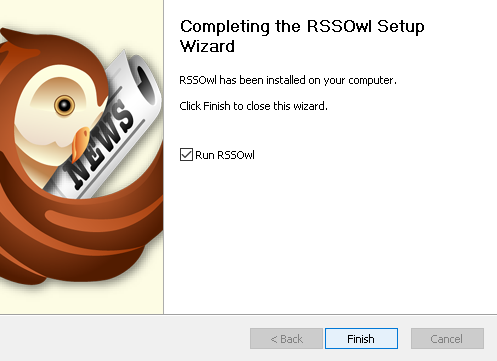 Completing the RSSOwl Setup
Wizard
RSSOwl has been installed on your computer.
Click Finish to close this wizard.
Run RSSOwl
NEWS
< Back
Finish
Cancel